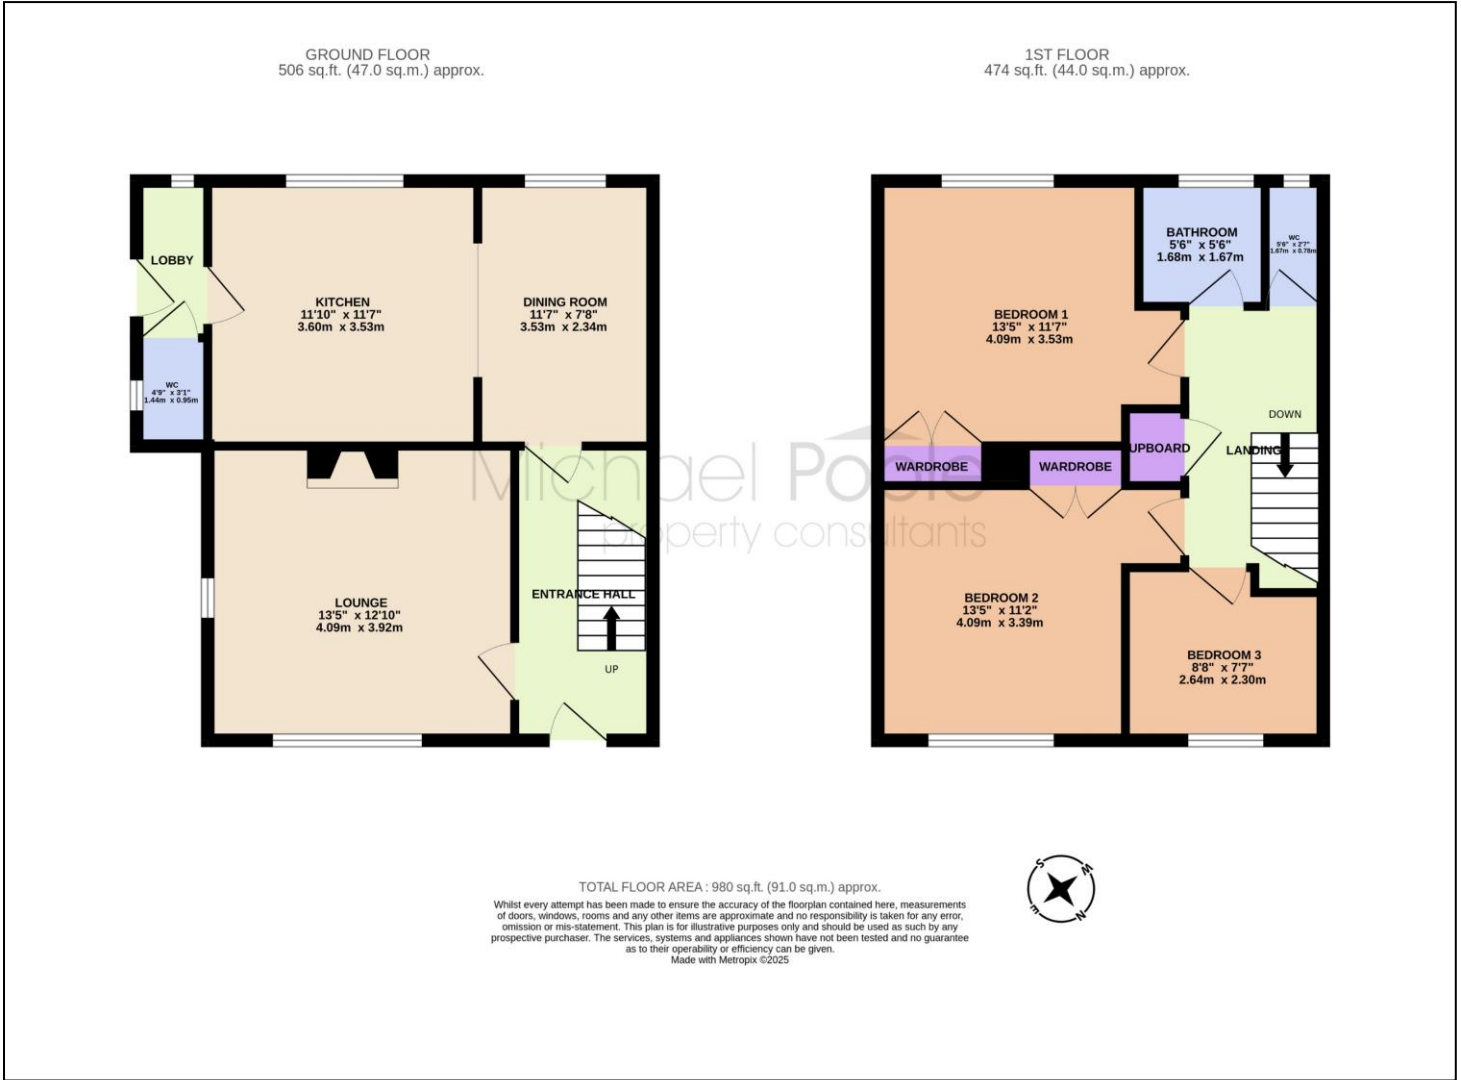 GROUND FLOOR
506 sq.ft. (47.0 sq.m.) approx.
1ST FLOOR
474 sq.ft. (44.0 sq.m.) approx.
LOBBY
KITCHEN
11'10" x 11'7"
3.60m x 3.53m
DINING ROOM
11'7" x 7'8"
3.53m x 2.34m
WC
4'9" x 3'1"
1.44m x 0.95m
LOUNGE
13'5" x 12'10"
4.09m x 3.92m
ENTRANCE HALL
UP
BEDROOM 1
13'5" x 11'7"
4.09m x 3.53m
BATHROOM
5'6" x 5'6"
1.68m x 1.67m
WC
5'6" x 2'7"
1.67m x 0.79m
DOWN
UPBOARD
LANDING
WARDROBE
WARDROBE
BEDROOM 2
13'5" x 11'2"
4.09m x 3.39m
BEDROOM 3
8'8" x 7'7"
2.64m x 2.30m
Michael Poole
property consultants
S
W
E
N
TOTAL FLOOR AREA : 980 sq.ft. (91.0 sq.m.) approx.
Whilst every attempt has been made to ensure the accuracy of the floorplan contained here, measurements
of doors, windows, rooms and any other items are approximate and no responsibility is taken for any error,
omission or mis-statement. This plan is for illustrative purposes only and should be used as such by any
prospective purchaser. The services, systems and appliances shown have not been tested and no guarantee
as to their operability or efficiency can be given.
Made with Metropix ©2025